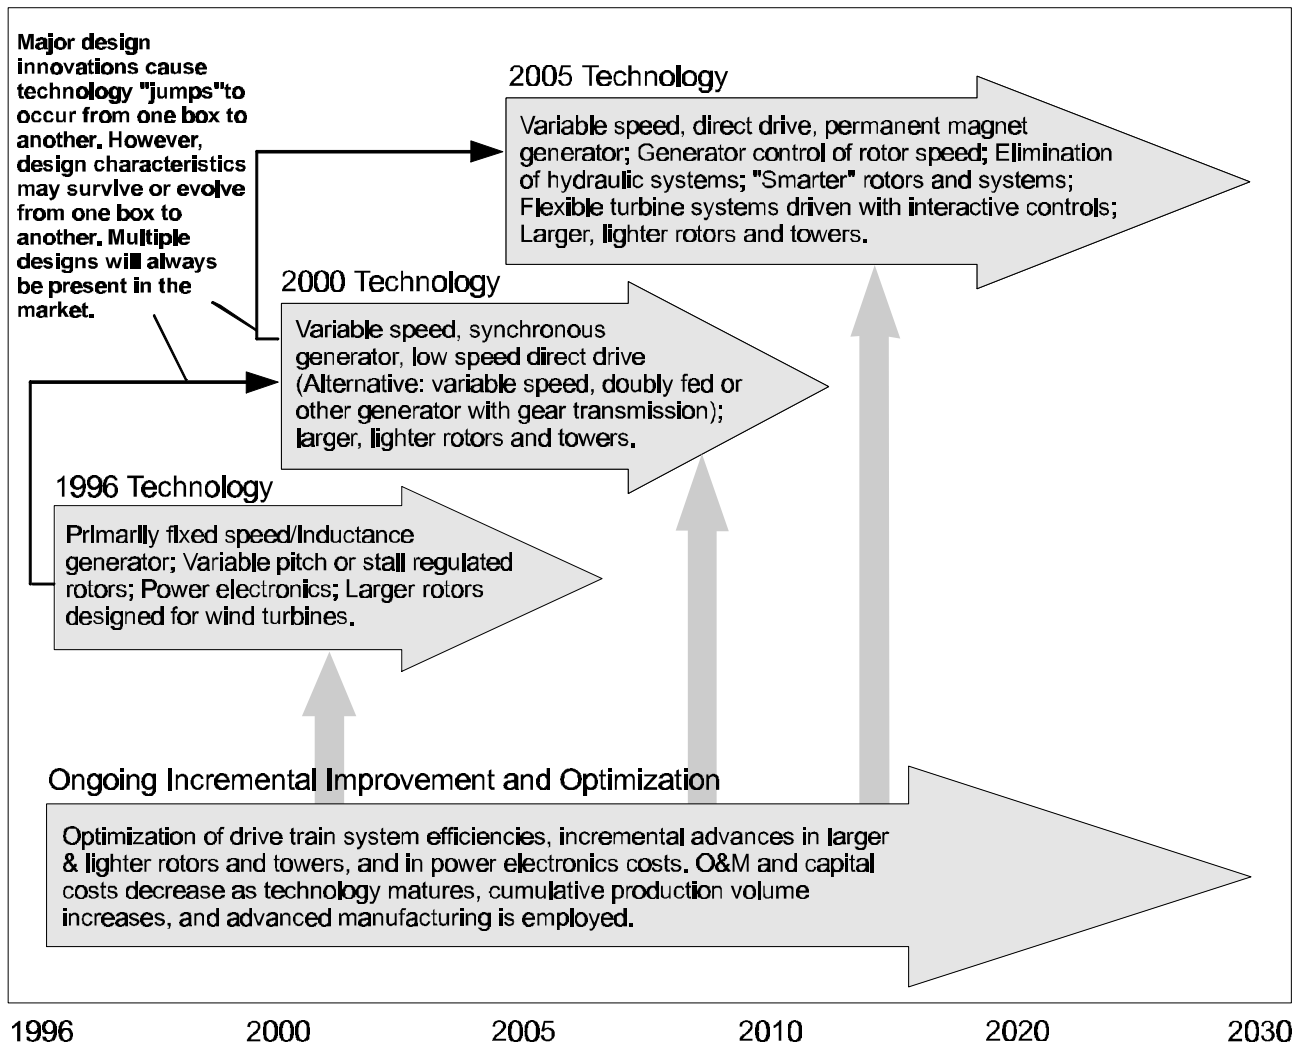 Major design
innovations cause
technology "jumps"to
occur from one box to
another. However,
design characteristics
may survive or evolve
from one box to
another. Multiple
designs will always
be present in the
market.
2005 Technology
Variable speed, direct drive, permanent magnet
generator; Generator control of rotor speed; Elimination
of hydraulic systems; "Smarter" rotors and systems;
Flexible turbine systems driven with interactive controls;
Larger, lighter rotors and towers.
2000 Technology
Variable speed, synchronous
generator, low speed direct drive
(Alternative: variable speed, doubly fed or
other generator with gear transmission);
larger, lighter rotors and towers.
1996 Technology
Primarily fixed speed/Inductance
generator; Variable pitch or stall regulated
rotors; Power electronics; Larger rotors
designed for wind turbines.
Ongoing Incremental Improvement and Optimization
Optimization of drive train system efficiencies, incremental advances in larger
& lighter rotors and towers, and in power electronics costs. O&M and capital
costs decrease as technology matures, cumulative production volume
increases, and advanced manufacturing is employed.
1996 2000 2005 2010 2020 2030